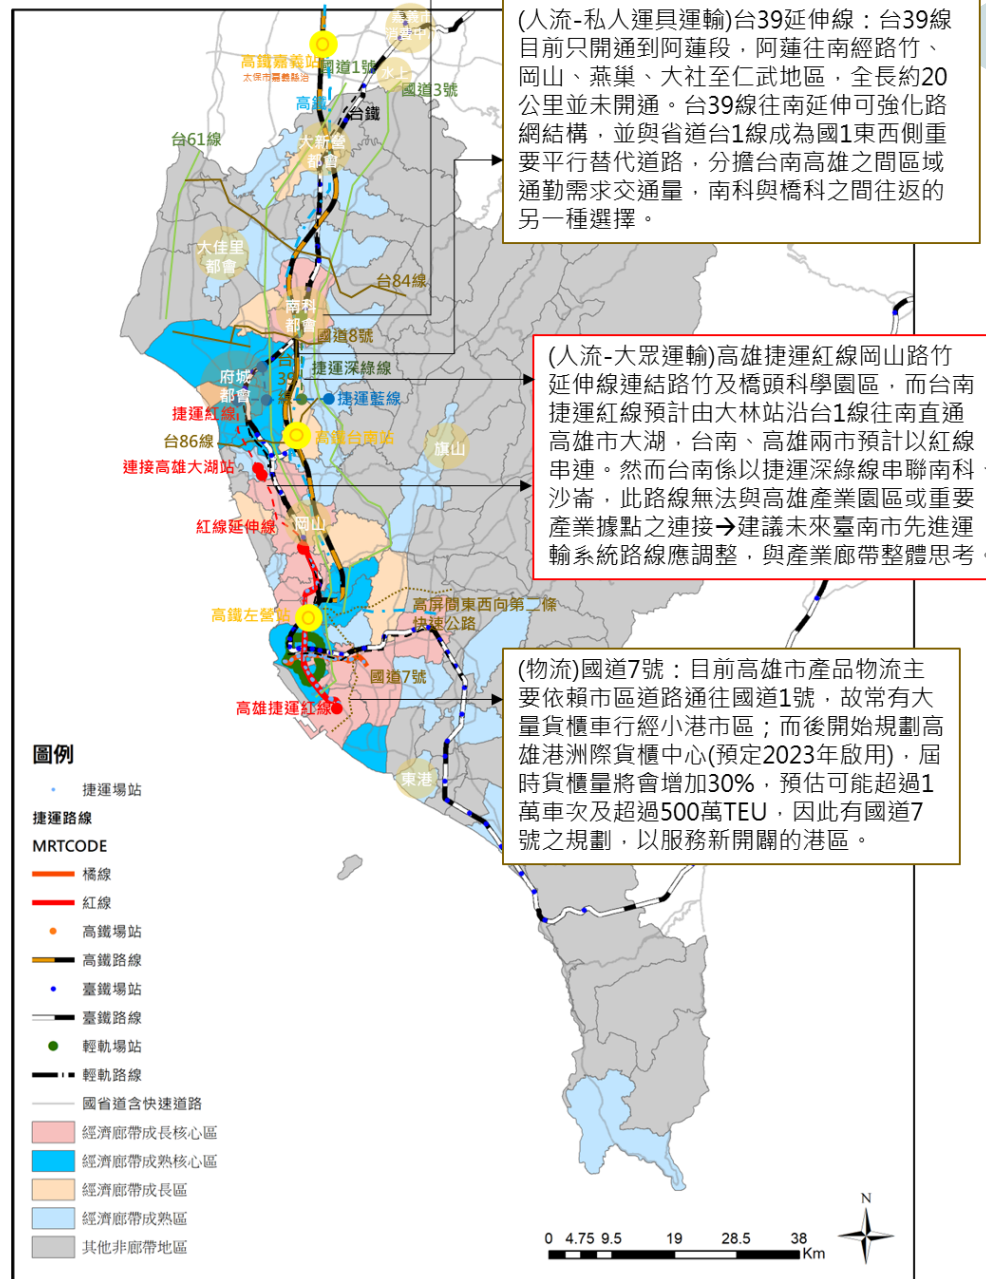 (人流-私人運具運輸)台39延伸線：台39線
目前只開通到阿蓮段，阿蓮往南經路竹、
岡山、燕巢、大社至仁武地區，全長約20
公里並未開通。台39線往南延伸可強化路
網結構，並與省道台1線成為國1東西側重
要平行替代道路，分擔台南高雄之間區域
通勤需求交通量，南科與橋科之間往返的
另一種選擇。
高鐵嘉義站
太保市嘉義縣治
國道1號
水上
國道3號
高鐵
台鐵
台61線
大新營
都會
大佳里
都會
台84線
南科
都會
國道8號
台
39
線
捷運深綠線
府城
都會
捷運藍線
捷運紅線
台86線
高鐵台南站
旗山
連接高雄大湖站
紅線延伸線
岡山
(人流-大眾運輸)高雄捷運紅線岡山路竹
延伸線連結路竹及橋頭科學園區，而台南
捷運紅線預計由大林站沿台1線往南直通
高雄市大湖，台南、高雄兩市預計以紅線
串連。然而台南係以捷運深綠線串聯南科、
沙崙，此路線無法與高雄產業園區或重要
產業據點之連接→建議未來臺南市先進運
輸系統路線應調整，與產業廊帶整體思考。
高鐵左營站
高屏間東西向第二條
快速公路
國道7號
高雄捷運紅線
東港
(物流)國道7號：目前高雄市產品物流主
要依賴市區道路通往國道1號，故常有大
量貨櫃車行經小港市區；而後開始規劃高
雄港洲際貨櫃中心(預定2023年啟用)，屆
時貨櫃量將會增加30%，預估可能超過1
萬車次及超過500萬TEU，因此有國道7
號之規劃，以服務新開闢的港區。
圖例
捷運場站
捷運路線
MRTCODE
橘線
紅線
高鐵場站
高鐵路線
臺鐵場站
臺鐵路線
輕軌場站
輕軌路線
國省道含快速道路
經濟廊帶成長核心區
經濟廊帶成熟核心區
經濟廊帶成長區
經濟廊帶成熟區
其他非廊帶地區
N
0 4.75 9.5 19 28.5 38
Km